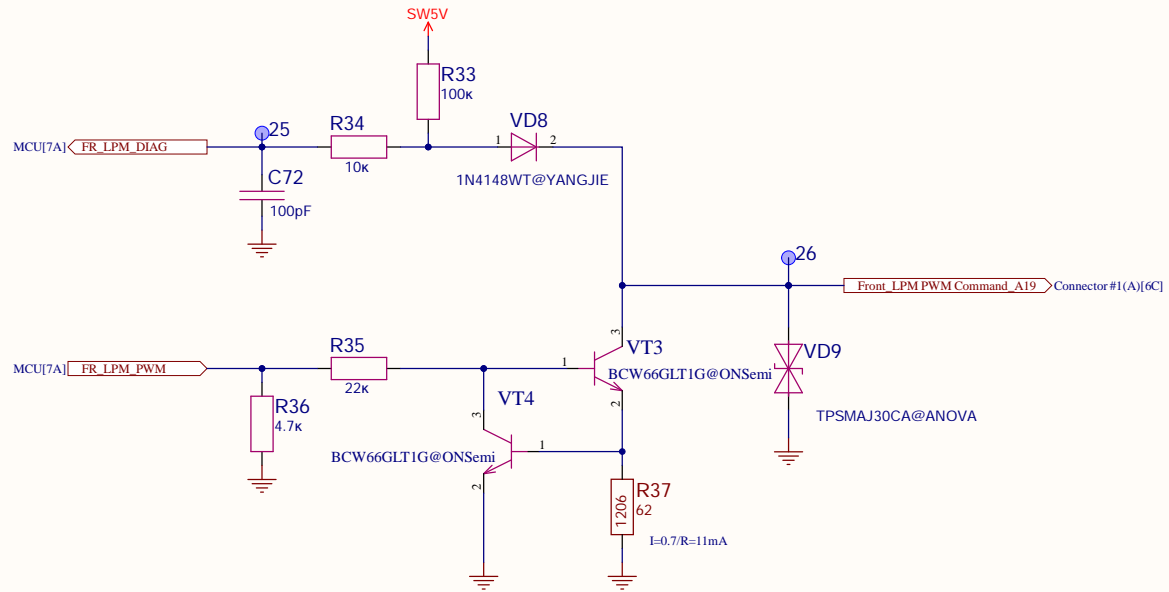 SW5V
R33
100к
25
R34
10к
VD8
1
2
1N4148WT@YANGJIE
MCU[7A]
FR_LPM_DIAG
C72
100pF
26
Front_LPM PWM Command_A19
Connector #1(A)[6C]
3
VT3
BCW66GLT1G@ONSemi
1
2
VD9
TPSMAJ30CA@ANOVA
MCU[7A]
FR_LPM_PWM
R35
22к
R36
4.7к
VT4
3
BCW66GLT1G@ONSemi
1
2
R37
62
1206
I=0.7/R=11mA